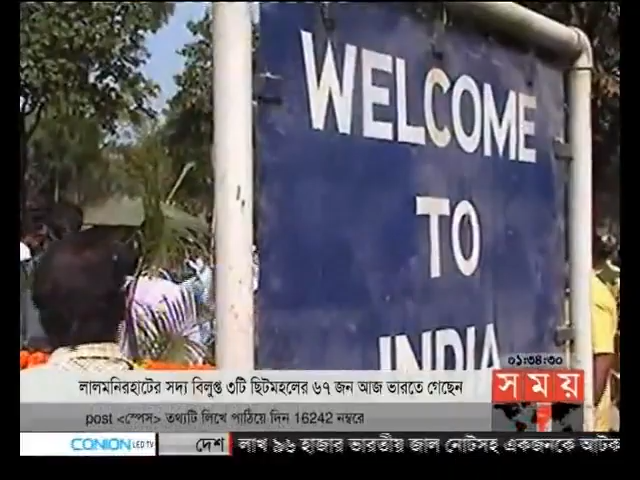 WELCOME
TO
INDIA
০১:৩৪:৩০
লালমনিরহাটের সদ্য বিলুপ্ত ৩টি ছিটমহলের ৬৭ জন আজ ভারতে গেছেন
সময়
post <স্পেস> তথ্যটি লিখে পাঠিয়ে দিন 16242 নম্বরে
CONION LED TV দেশ লাখ ৯৬ হাজার ভারতীয় জাল নোটসহ একজনকে আটক